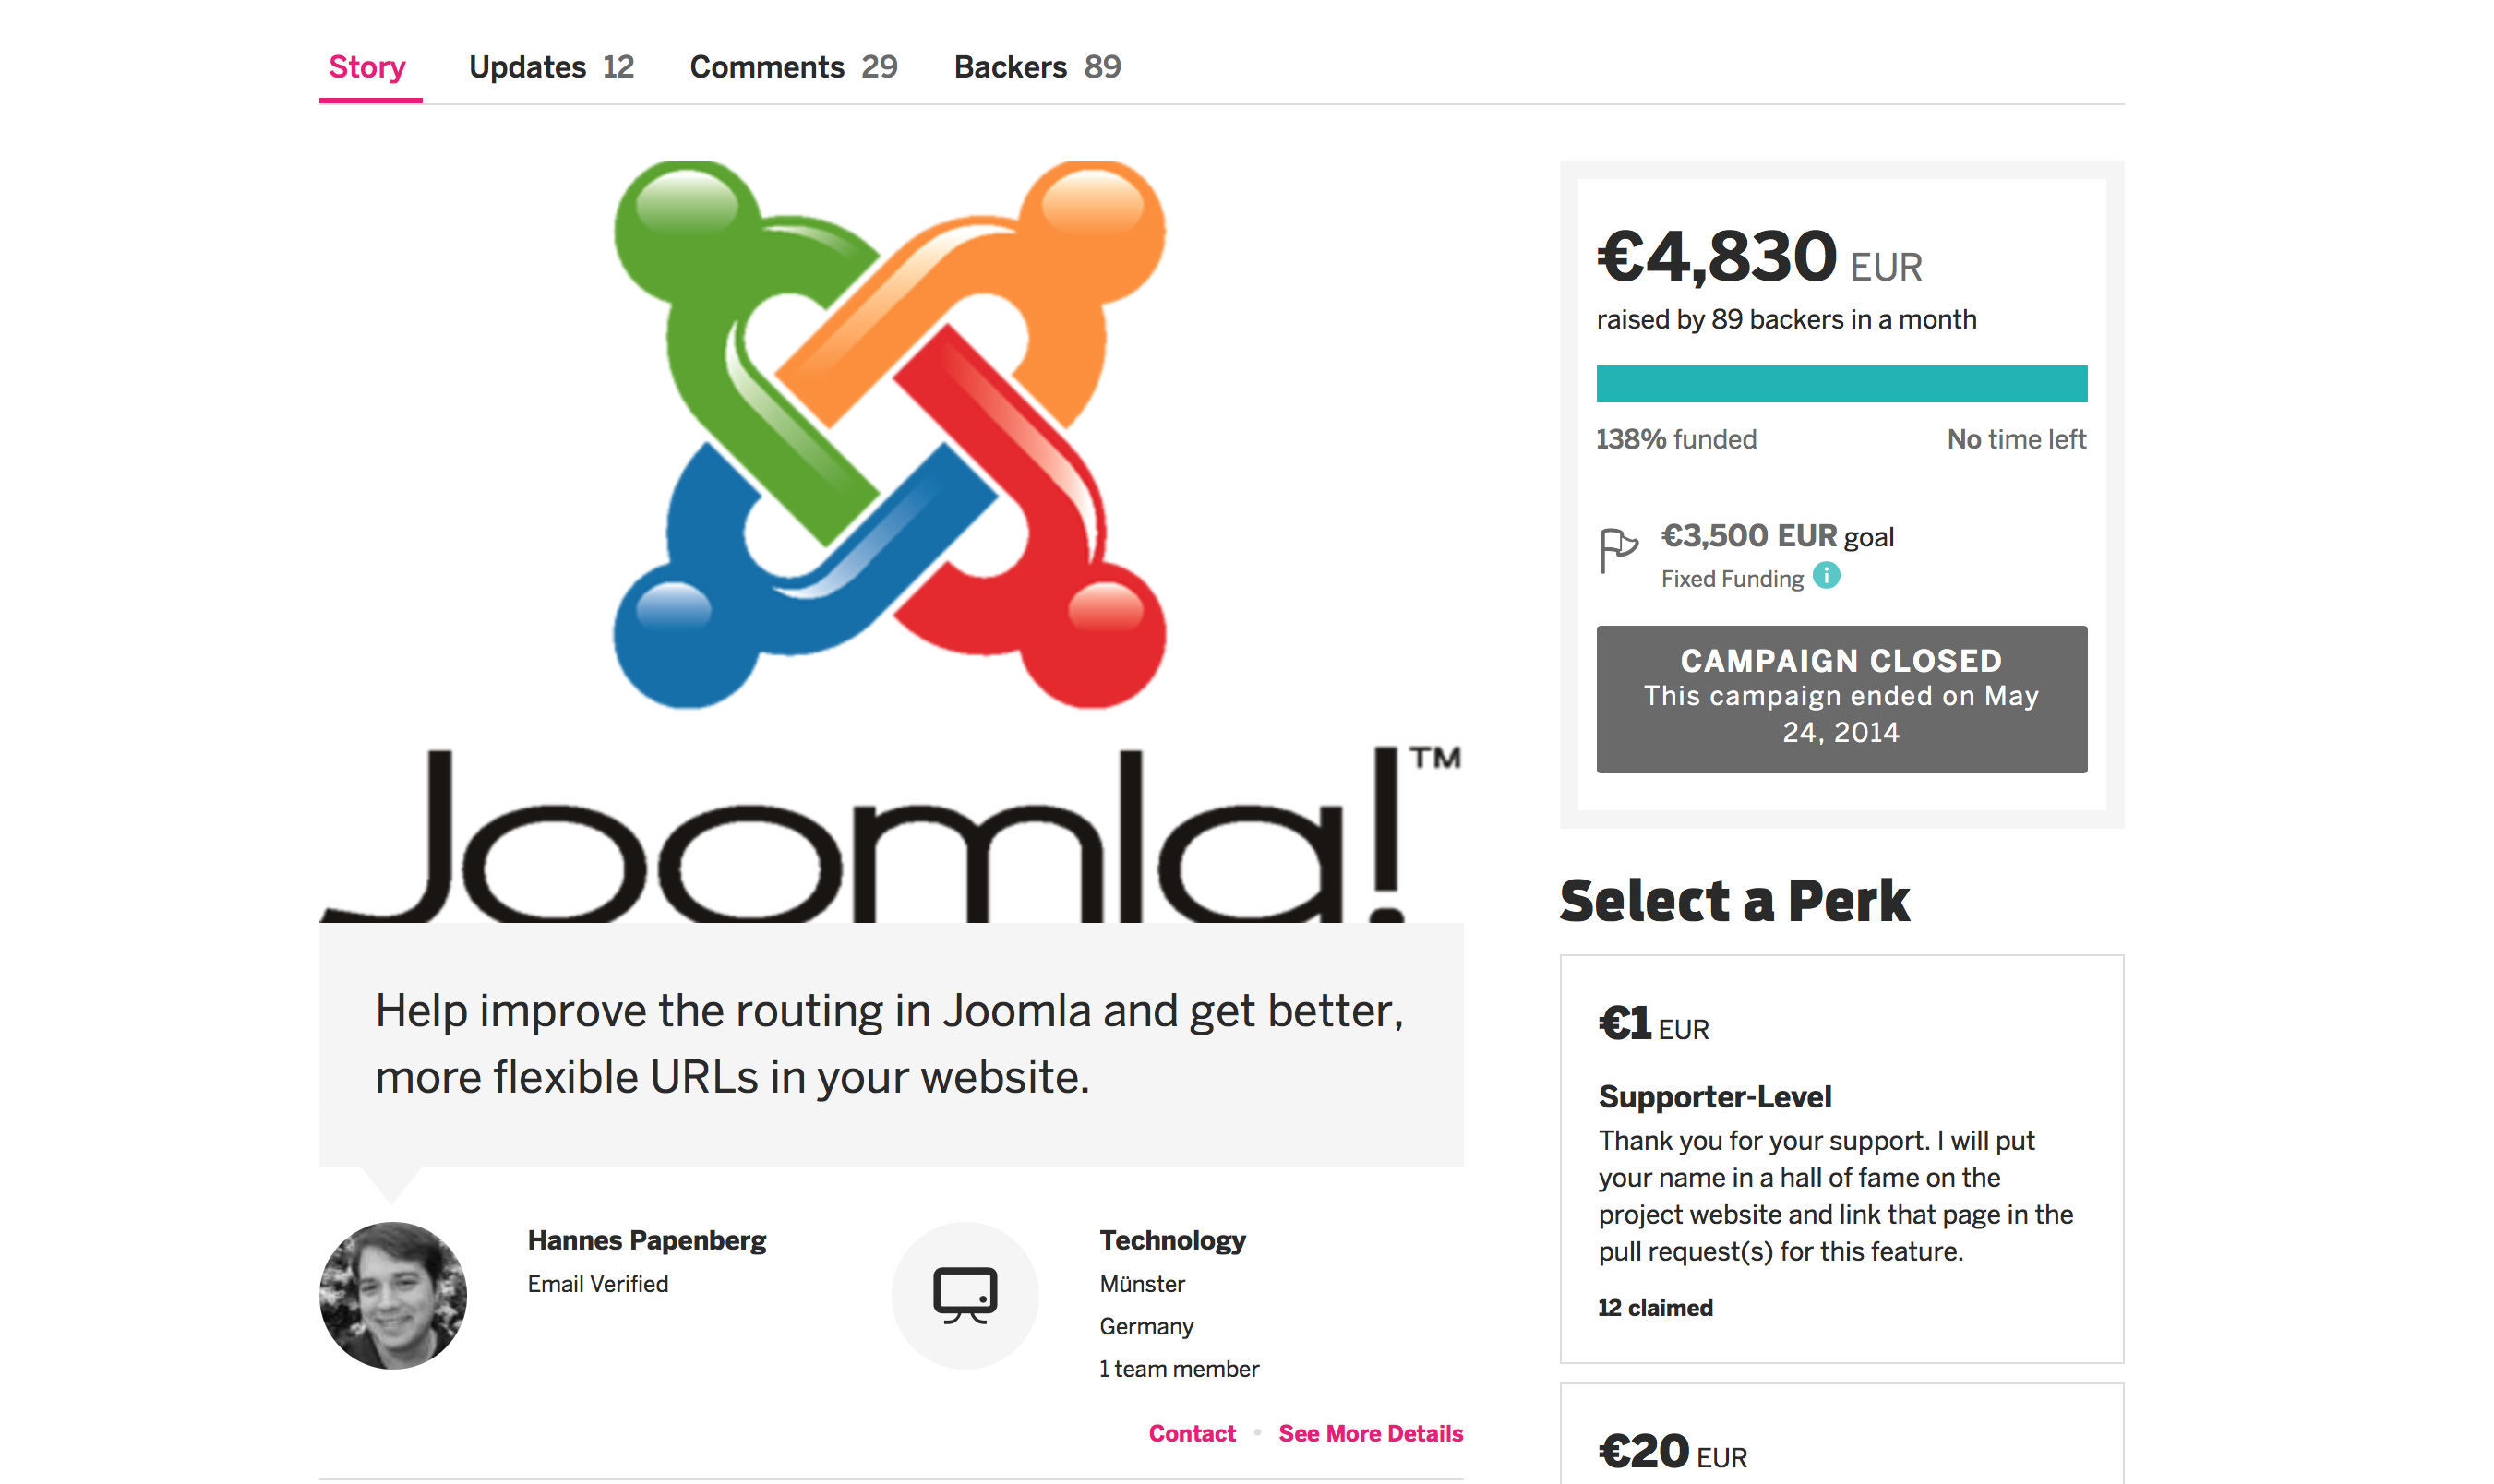 Story Updates 12 Comments 29 Backers 89
Joomla!™
Help improve the routing in Joomla and get better,
more flexible URLs in your website.
Hannes Papenberg
Email Verified
Technology
Münster
Germany
1 team member
Contact • See More Details
€4,830 EUR
raised by 89 backers in a month
138% funded No time left
€3,500 EUR goal
Fixed Funding i
CAMPAIGN CLOSED
This campaign ended on May
24, 2014
Select a Perk
€1 EUR
Supporter-Level
Thank you for your support. I will put
your name in a hall of fame on the
project website and link that page in the
pull request(s) for this feature.
12 claimed
€20 EUR